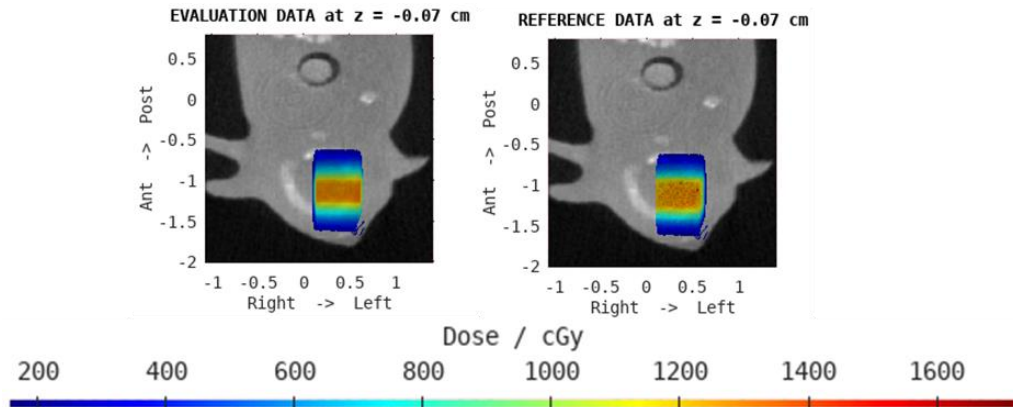 EVALUATION DATA at z = -0.07 cm
REFERENCE DATA at z = -0.07 cm
0.5
0
-0.5
-1
-1.5
-2
Ant -> Post
-1 -0.5 0 0.5 1
Right -> Left
0.5
0
-0.5
-1
-1.5
-2
Ant -> Post
-1 -0.5 0 0.5 1
Right -> Left
Dose / cGy
200 400 600 800 1000 1200 1400 1600